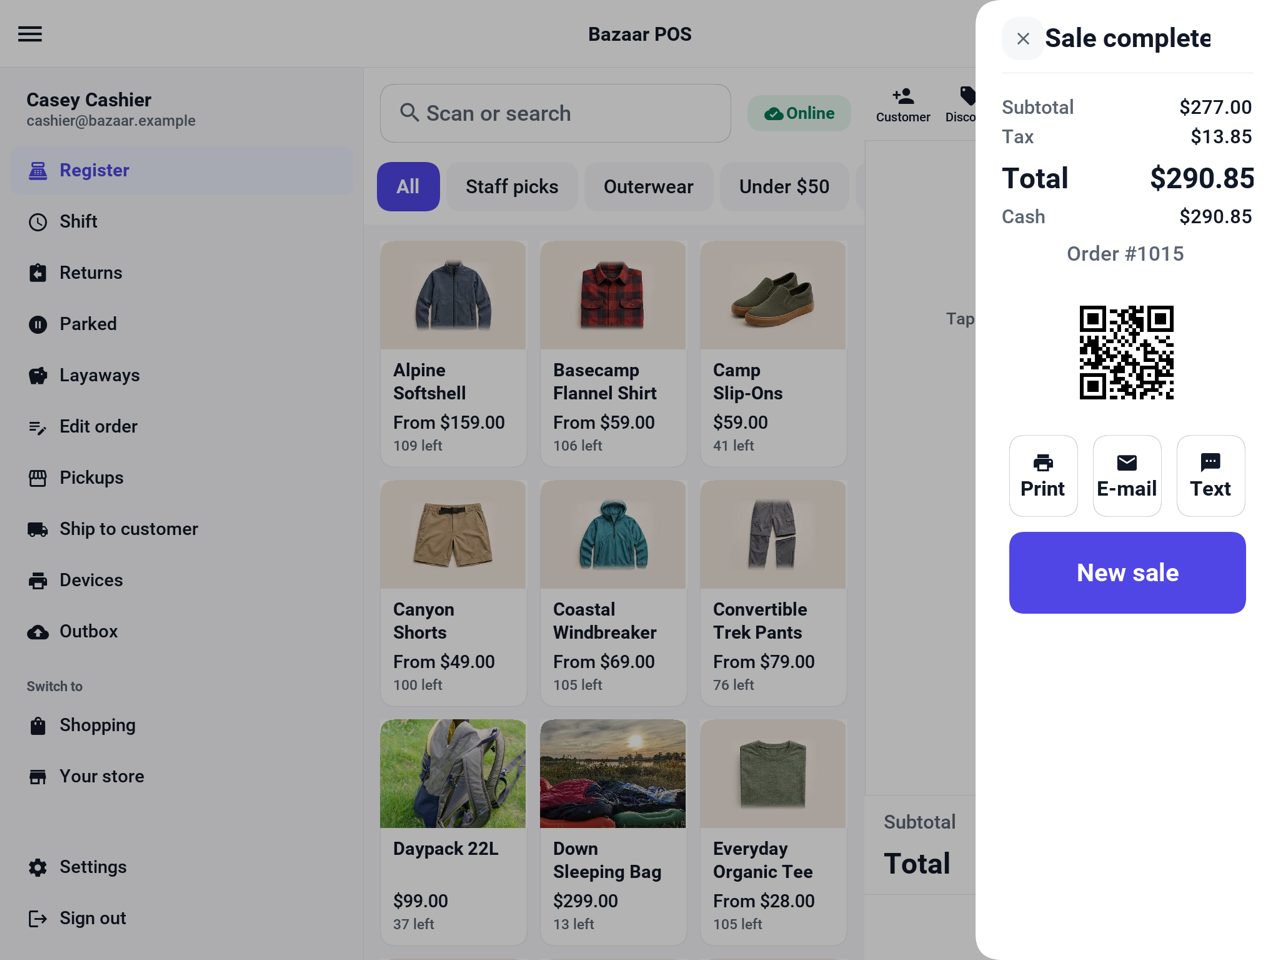 Bazaar POS
Casey Cashier
cashier@bazaar.example
Register
Shift
Returns
Parked
Layaways
Edit order
Pickups
Ship to customer
Devices
Outbox
Switch to
Shopping
Your store
Settings
Sign out
Scan or search
Online
All
Staff picks
Outerwear
Under $50
Alpine
Softshell
From $159.00
109 left
Basecamp
Flannel Shirt
From $59.00
106 left
Camp
Slip-Ons
$59.00
41 left
Canyon
Shorts
From $49.00
100 left
Coastal
Windbreaker
From $69.00
105 left
Convertible
Trek Pants
From $79.00
76 left
Daypack 22L
$99.00
37 left
Down
Sleeping Bag
$299.00
13 left
Everyday
Organic Tee
From $28.00
105 left
Customer
Disco
Tap
Subtotal
Total
Sale complete
Subtotal $277.00
Tax $13.85
Total $290.85
Cash $290.85
Order #1015
Print
E-mail
Text
New sale